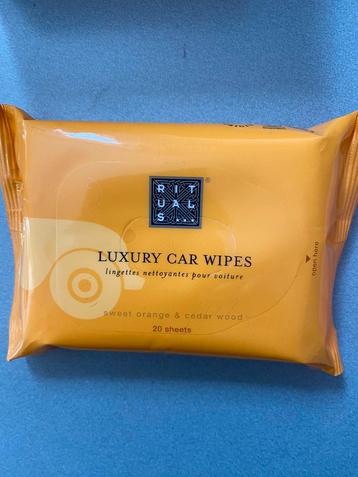 RIT
UAL
S...
®
LUXURY CAR WIPES
lingettes nettoyantes pour voiture
open here
sweet orange & cedar wood
20 sheets